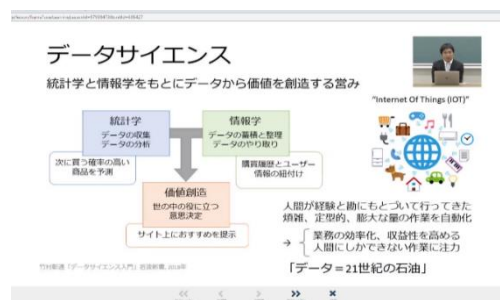 データサイエンス
統計学と情報学をもとにデータから価値を創造する営み
統計学
データの収集
データの分析
情報学
データの蓄積と整理
データのやり取り
次に買う確率の高い
商品を予測
購買履歴とユーザー
情報の紐付け
価値創造
世の中の役に立つ
意思決定
サイト上におすすめを提示
"Internet Of Things (IOT)"
人間が経験と勘にもとづいて行ってきた
煩雑、定型的、膨大な量の作業を自動化
→ 業務の効率化、収益性を高める
人間にしかできない作業に注力
「データ=21世紀の石油」
竹村彰通『データサイエンス入門』岩波新書, 2018年